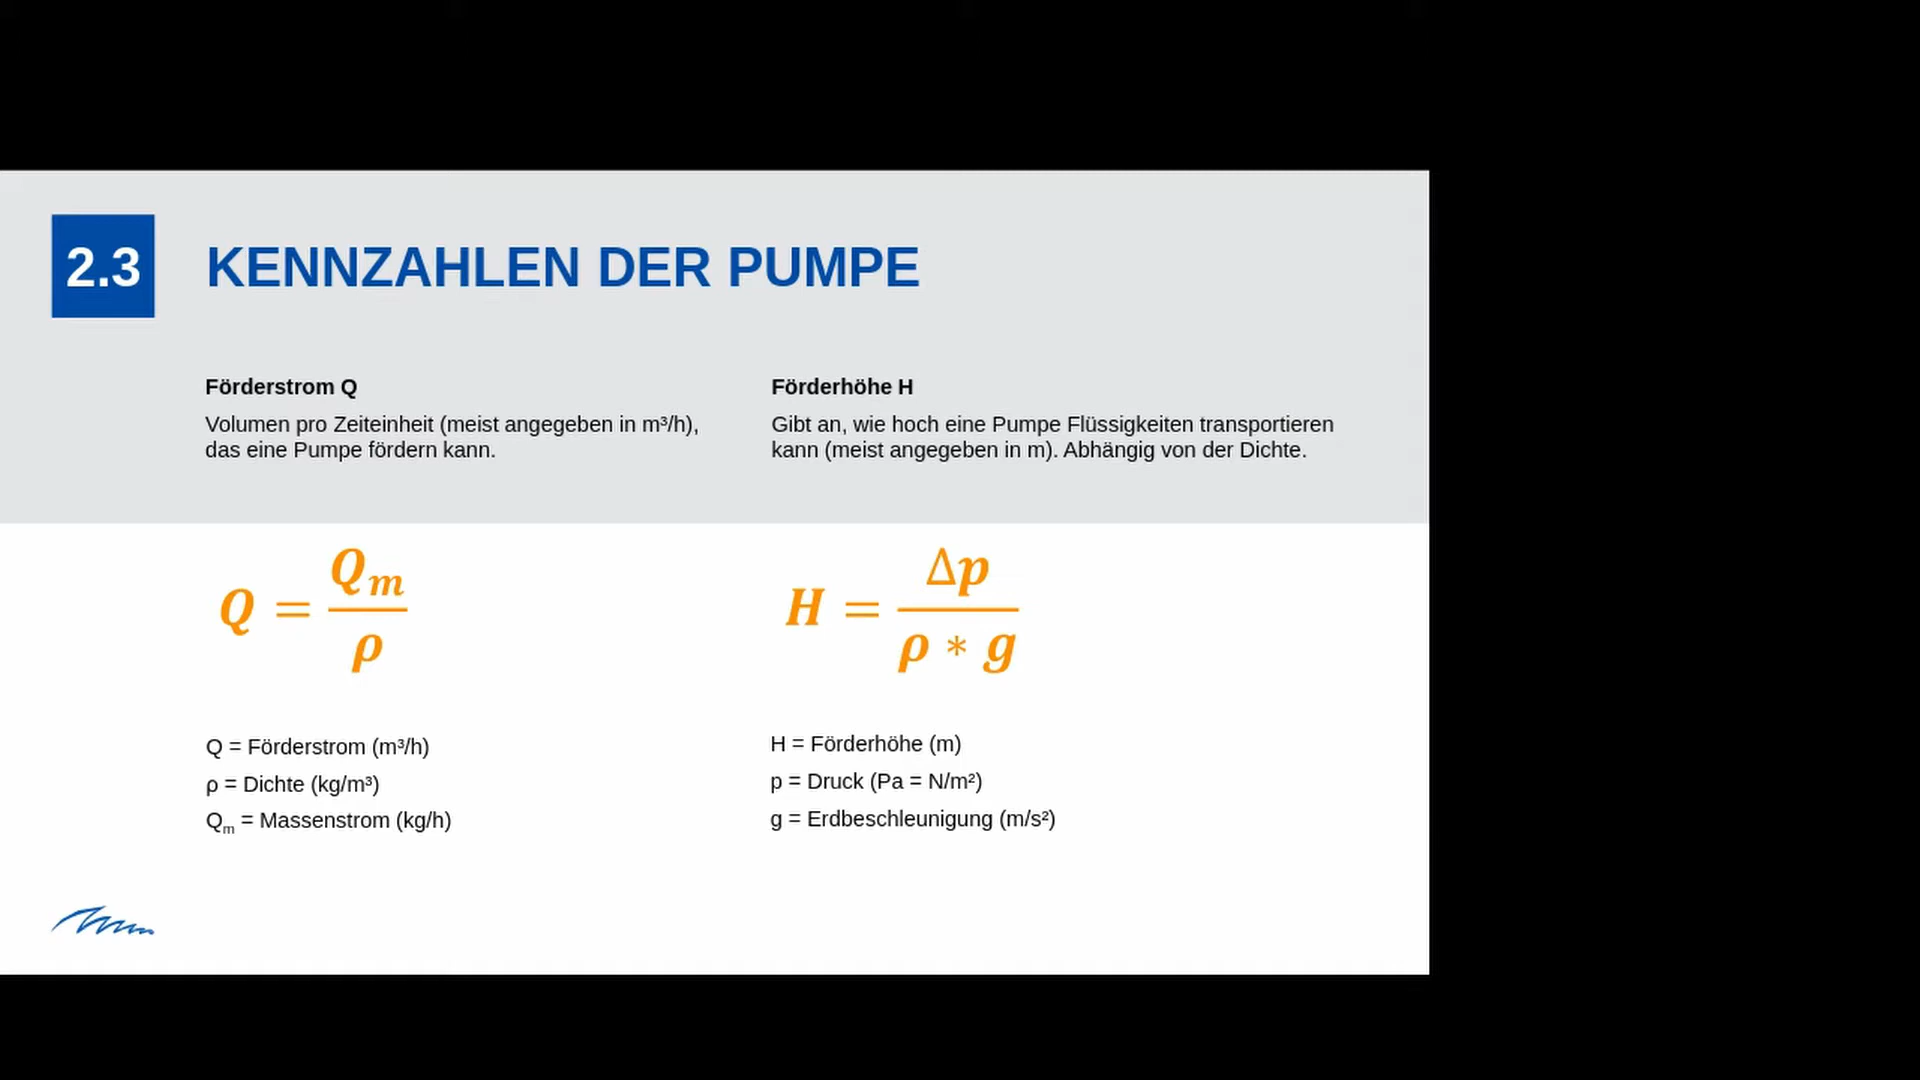 2.3 KENNZAHLEN DER PUMPE
Förderstrom Q
Volumen pro Zeiteinheit (meist angegeben in m³/h),
das eine Pumpe fördern kann.
Q = Qₘ / ρ
Q = Förderstrom (m³/h)
ρ = Dichte (kg/m³)
Qₘ = Massenstrom (kg/h)
Förderhöhe H
Gibt an, wie hoch eine Pumpe Flüssigkeiten transportieren
kann (meist angegeben in m). Abhängig von der Dichte.
H = Δp / ρ * g
H = Förderhöhe (m)
p = Druck (Pa = N/m²)
g = Erdbeschleunigung (m/s²)